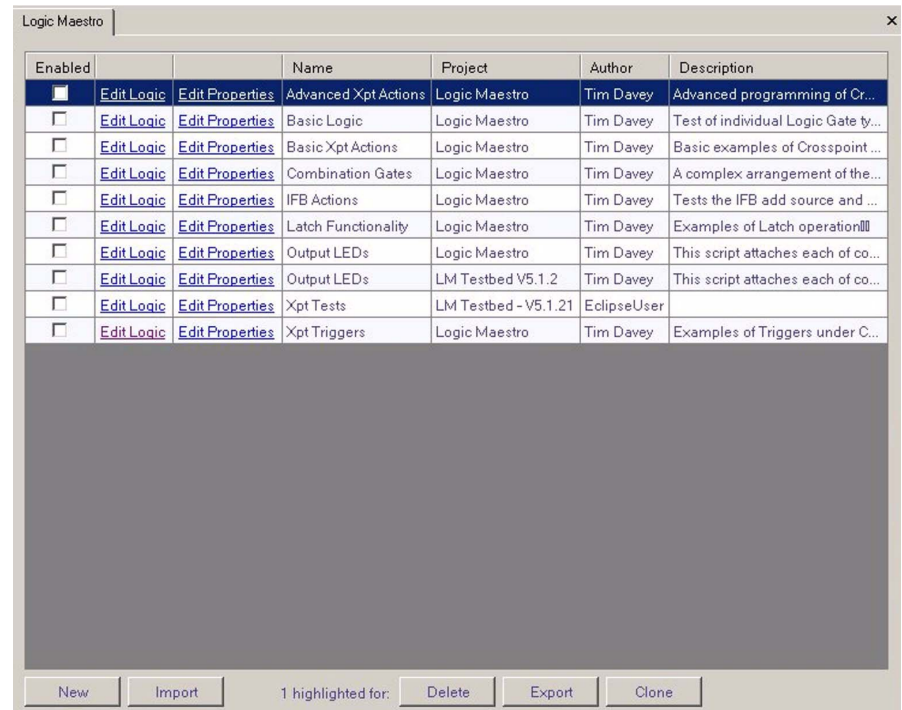 Logic Maestro
Enabled Name Project Author Description
Edit Logic Edit Properties Advanced Xpt Actions Logic Maestro Tim Davey Advanced programming of Cr...
Edit Logic Edit Properties Basic Logic Logic Maestro Tim Davey Test of individual Logic Gate ty...
Edit Logic Edit Properties Basic Xpt Actions Logic Maestro Tim Davey Basic examples of Crosspoint ...
Edit Logic Edit Properties Combination Gates Logic Maestro Tim Davey A complex arrangement of the...
Edit Logic Edit Properties IFB Actions Logic Maestro Tim Davey Tests the IFB add source and ...
Edit Logic Edit Properties Latch Functionality Logic Maestro Tim Davey Examples of Latch operation
Edit Logic Edit Properties Output LEDs Logic Maestro Tim Davey This script attaches each of co...
Edit Logic Edit Properties Output LEDs LM Testbed V5.1.2 Tim Davey This script attaches each of co...
Edit Logic Edit Properties Xpt Tests LM Testbed - V5.1.21 EclipseUser
Edit Logic Edit Properties Xpt Triggers Logic Maestro Tim Davey Examples of Triggers under C...
New Import 1 highlighted for: Delete Export Clone